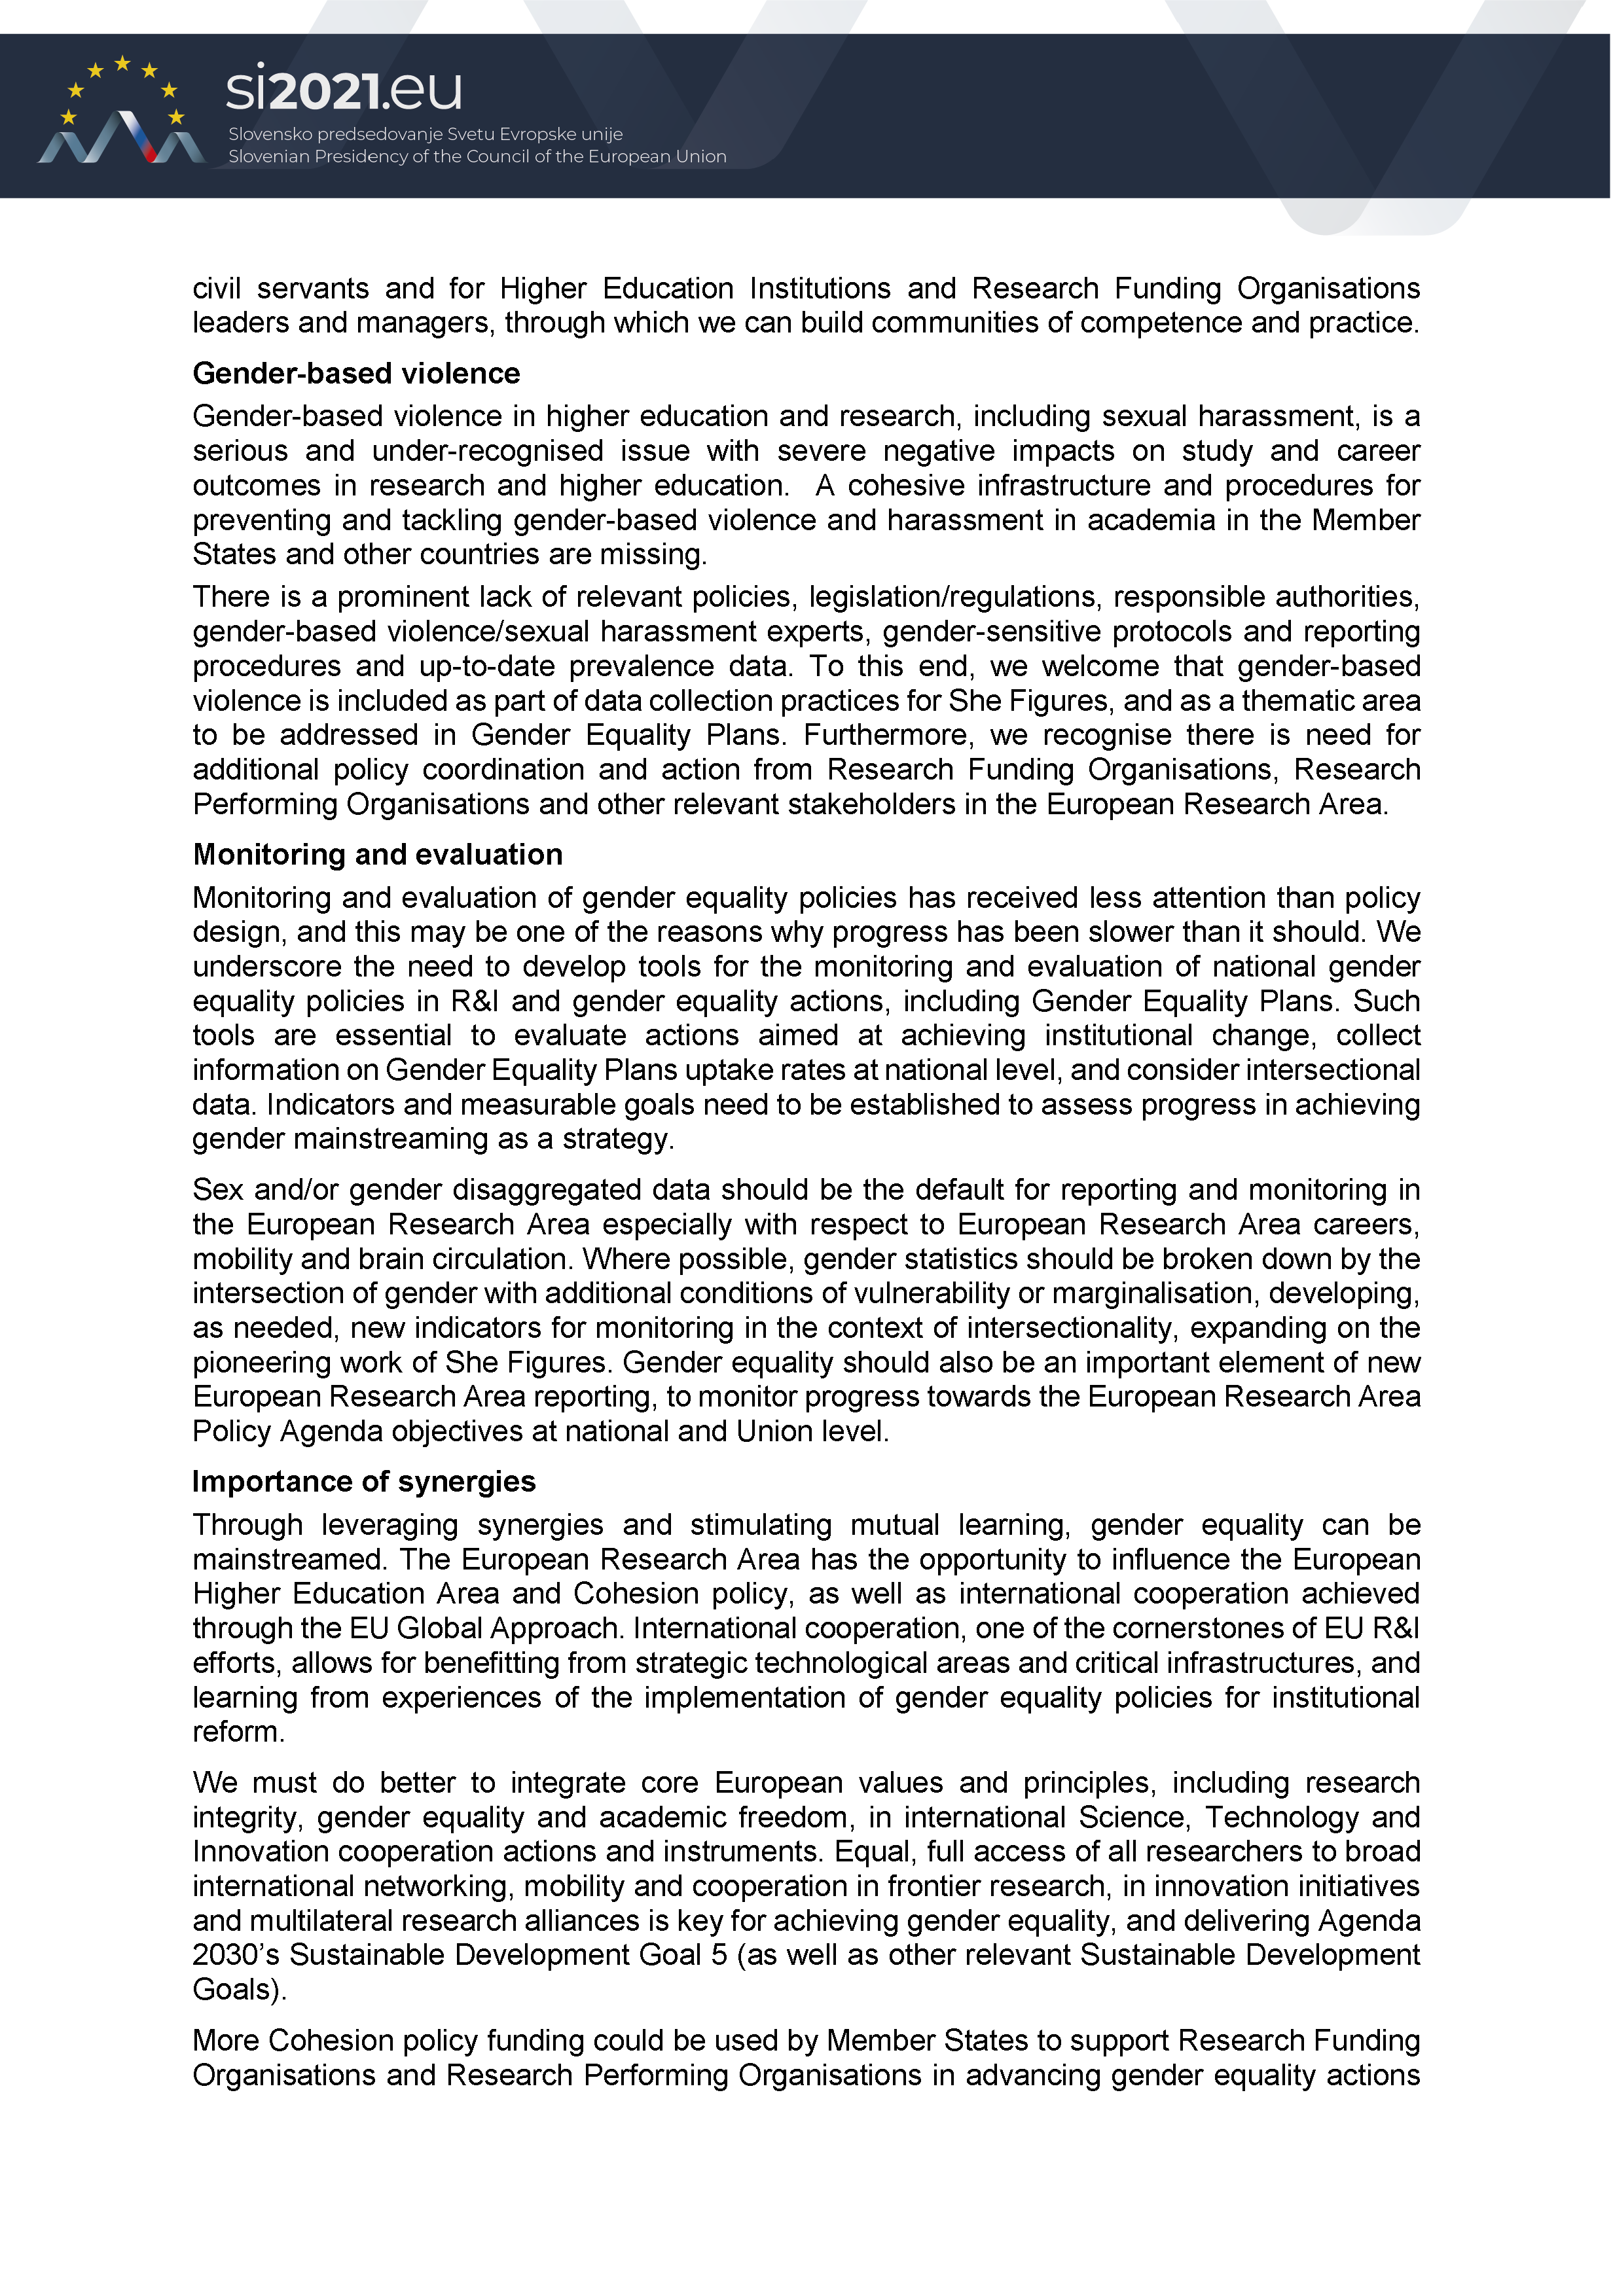 si2021.eu
Slovensko predsedovanje Svetu Evropske unije
Slovenian Presidency of the Council of the European Union
civil servants and for Higher Education Institutions and Research Funding Organisations
leaders and managers, through which we can build communities of competence and practice.
Gender-based violence
Gender-based violence in higher education and research, including sexual harassment, is a
serious and under-recognised issue with severe negative impacts on study and career
outcomes in research and higher education.  A cohesive infrastructure and procedures for
preventing and tackling gender-based violence and harassment in academia in the Member
States and other countries are missing.
There is a prominent lack of relevant policies, legislation/regulations, responsible authorities,
gender-based violence/sexual harassment experts, gender-sensitive protocols and reporting
procedures and up-to-date prevalence data. To this end, we welcome that gender-based
violence is included as part of data collection practices for She Figures, and as a thematic area
to be addressed in Gender Equality Plans. Furthermore, we recognise there is need for
additional policy coordination and action from Research Funding Organisations, Research
Performing Organisations and other relevant stakeholders in the European Research Area.
Monitoring and evaluation
Monitoring and evaluation of gender equality policies has received less attention than policy
design, and this may be one of the reasons why progress has been slower than it should. We
underscore the need to develop tools for the monitoring and evaluation of national gender
equality policies in R&I and gender equality actions, including Gender Equality Plans. Such
tools are essential to evaluate actions aimed at achieving institutional change, collect
information on Gender Equality Plans uptake rates at national level, and consider intersectional
data. Indicators and measurable goals need to be established to assess progress in achieving
gender mainstreaming as a strategy.
Sex and/or gender disaggregated data should be the default for reporting and monitoring in
the European Research Area especially with respect to European Research Area careers,
mobility and brain circulation. Where possible, gender statistics should be broken down by the
intersection of gender with additional conditions of vulnerability or marginalisation, developing,
as needed, new indicators for monitoring in the context of intersectionality, expanding on the
pioneering work of She Figures. Gender equality should also be an important element of new
European Research Area reporting, to monitor progress towards the European Research Area
Policy Agenda objectives at national and Union level.
Importance of synergies
Through leveraging synergies and stimulating mutual learning, gender equality can be
mainstreamed. The European Research Area has the opportunity to influence the European
Higher Education Area and Cohesion policy, as well as international cooperation achieved
through the EU Global Approach. International cooperation, one of the cornerstones of EU R&I
efforts, allows for benefitting from strategic technological areas and critical infrastructures, and
learning from experiences of the implementation of gender equality policies for institutional
reform.
We must do better to integrate core European values and principles, including research
integrity, gender equality and academic freedom, in international Science, Technology and
Innovation cooperation actions and instruments. Equal, full access of all researchers to broad
international networking, mobility and cooperation in frontier research, in innovation initiatives
and multilateral research alliances is key for achieving gender equality, and delivering Agenda
2030’s Sustainable Development Goal 5 (as well as other relevant Sustainable Development
Goals).
More Cohesion policy funding could be used by Member States to support Research Funding
Organisations and Research Performing Organisations in advancing gender equality actions